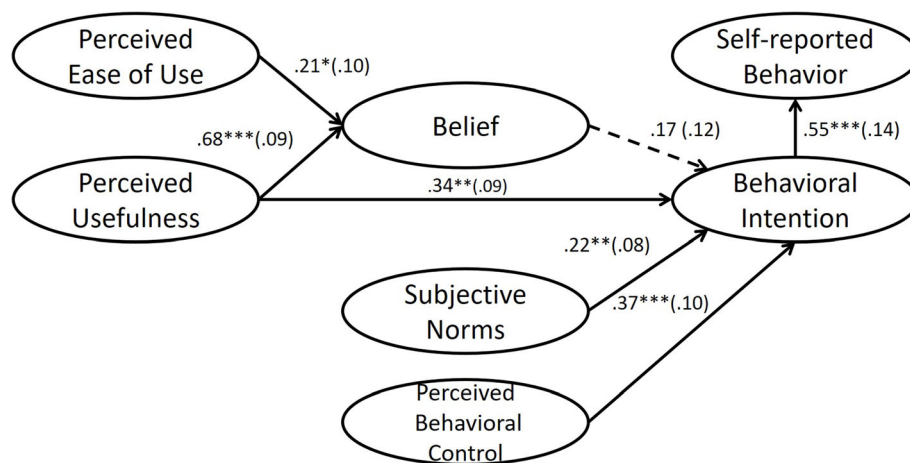 Perceived
Ease of Use
.21*(.10)
Self-reported
Behavior
Belief
.68***(.09)
.17 (.12)
.55***(.14)
Perceived
Usefulness
.34**(.09)
Behavioral
Intention
.22**(.08)
Subjective
Norms
.37***(.10)
Perceived
Behavioral
Control